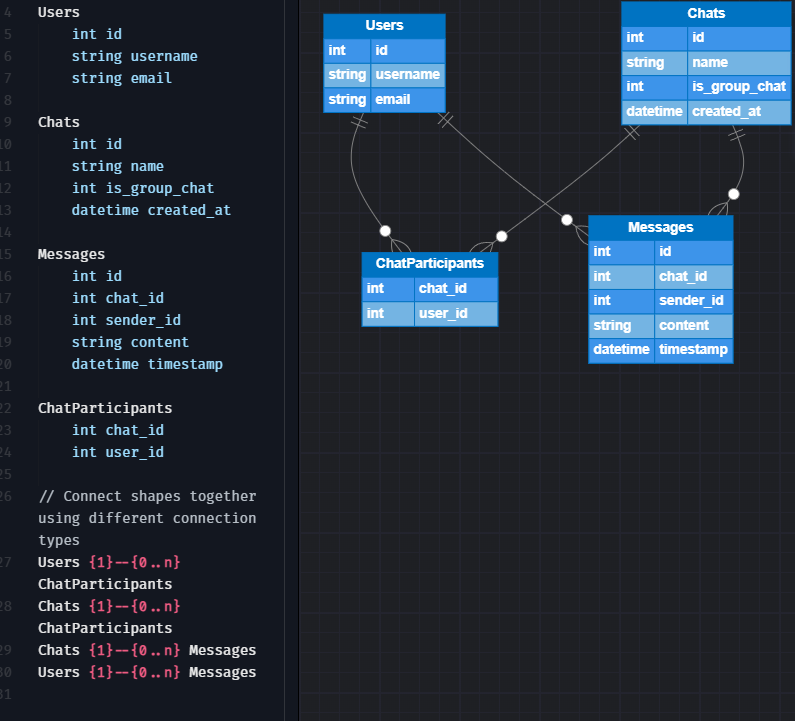 4 Users
5 int id
6 string username
7 string email
8
9 Chats
10 int id
11 string name
12 int is_group_chat
13 datetime created_at
14
15 Messages
16 int id
17 int chat_id
18 int sender_id
19 string content
20 datetime timestamp
21
22 ChatParticipants
23 int chat_id
24 int user_id
25
26 // Connect shapes together
using different connection
types
27 Users {1}--{0..n}
ChatParticipants
28 Chats {1}--{0..n}
ChatParticipants
29 Chats {1}--{0..n} Messages
30 Users {1}--{0..n} Messages
31
Users
int id
string username
string email
Chats
int id
string name
int is_group_chat
datetime created_at
ChatParticipants
int chat_id
int user_id
Messages
int id
int chat_id
int sender_id
string content
datetime timestamp